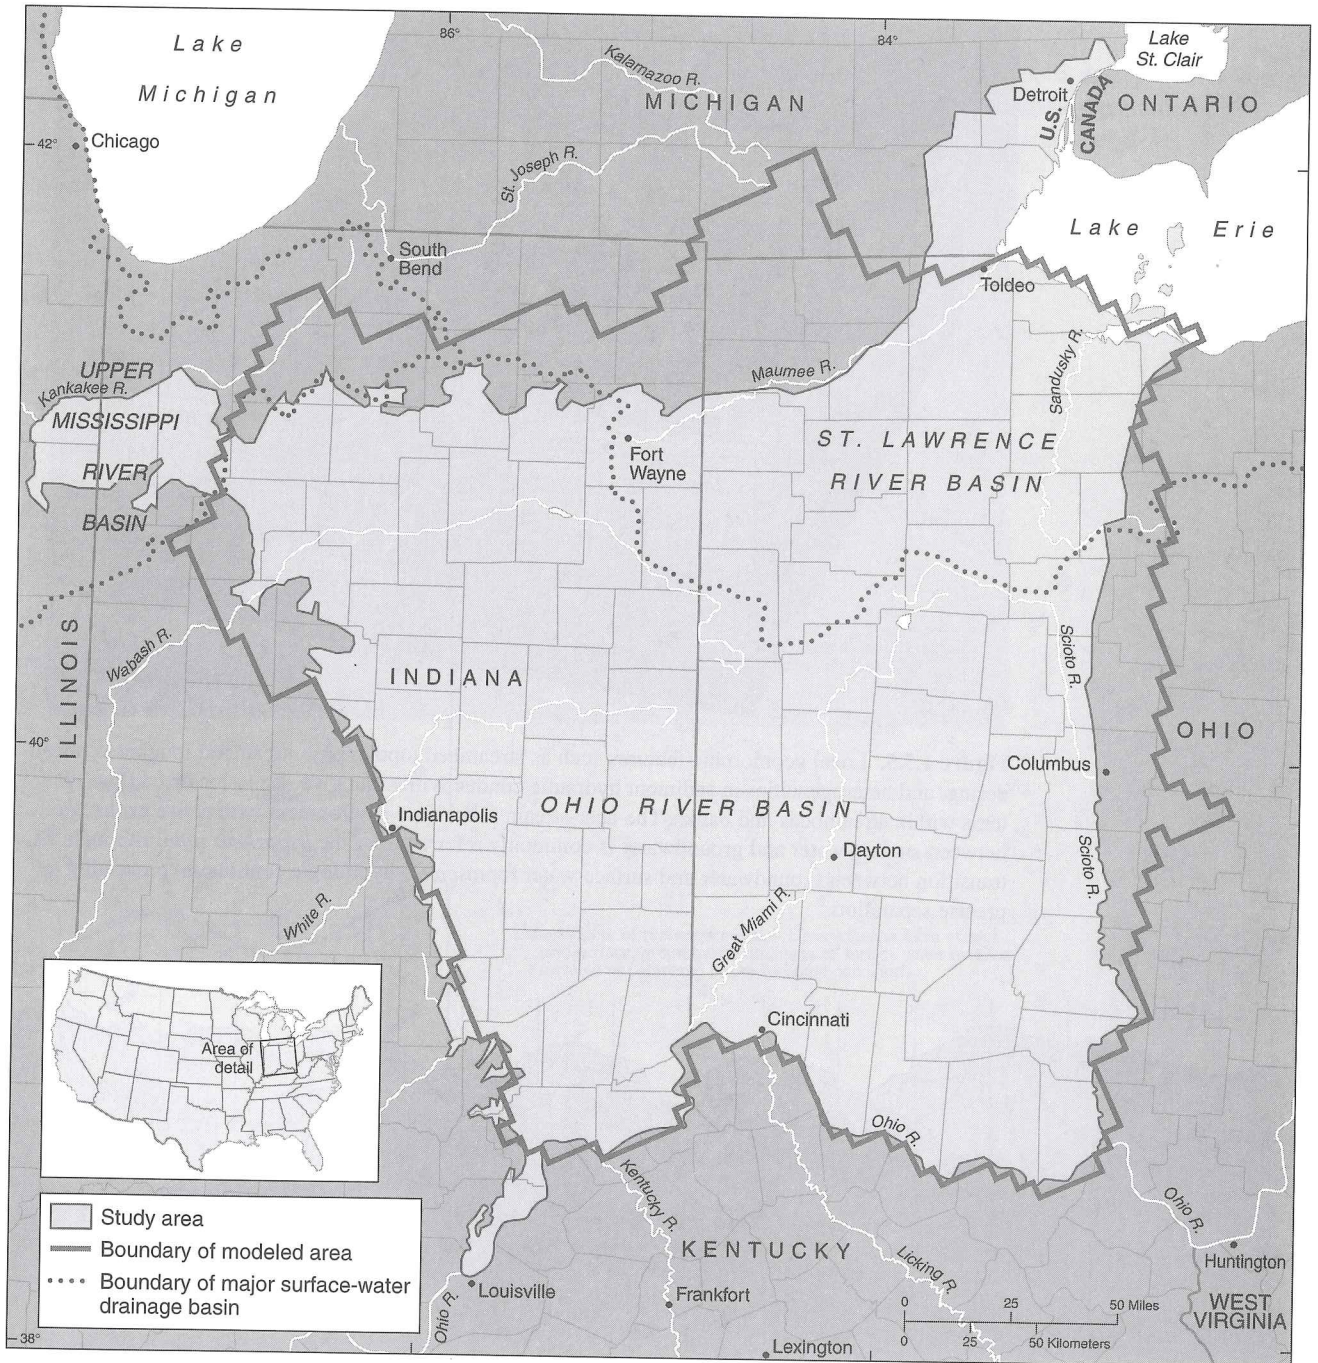 86°
84°
Lake
Michigan
Lake
St. Clair
Kalamazoo R.
MICHIGAN
Detroit
U.S.
CANADA
ONTARIO
42°
Chicago
St. Joseph R.
Lake Erie
South
Bend
Toldeo
UPPER
Kankakee R.
MISSISSIPPI
RIVER
BASIN
Maumee R.
Sandusky R.
ST. LAWRENCE
RIVER BASIN
Fort
Wayne
ILLINOIS
Wabash R.
INDIANA
Scioto R.
OHIO
40°
Columbus
OHIO RIVER BASIN
Indianapolis
Dayton
Scioto R.
White R.
Great Miami R.
Cincinnati
Area of
detail
Ohio R.
Kentucky R.
Ohio R.
Study area
Boundary of modeled area
Boundary of major surface-water
drainage basin
KENTUCKY
Licking R.
Huntington
Louisville
Ohio R.
Frankfort
0 25 50 Miles
0 25 50 Kilometers
WEST
VIRGINIA
38°
Lexington